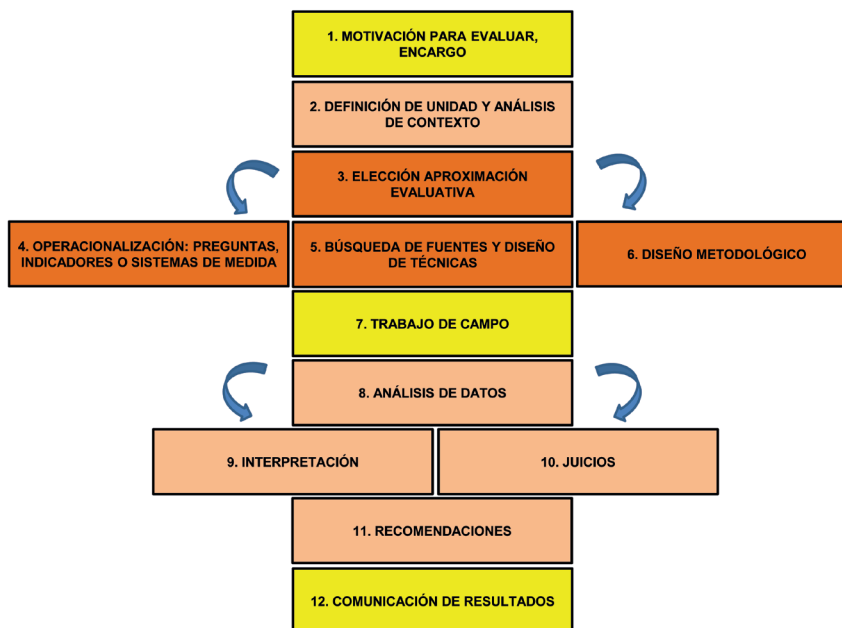 1. MOTIVACIÓN PARA EVALUAR,
ENCARGO
2. DEFINICIÓN DE UNIDAD Y ANÁLISIS
DE CONTEXTO
3. ELECCIÓN APROXIMACIÓN
EVALUATIVA
4. OPERACIONALIZACIÓN: PREGUNTAS,
INDICADORES O SISTEMAS DE MEDIDA
5. BÚSQUEDA DE FUENTES Y DISEÑO
DE TÉCNICAS
6. DISEÑO METODOLÓGICO
7. TRABAJO DE CAMPO
8. ANÁLISIS DE DATOS
9. INTERPRETACIÓN
10. JUICIOS
11. RECOMENDACIONES
12. COMUNICACIÓN DE RESULTADOS